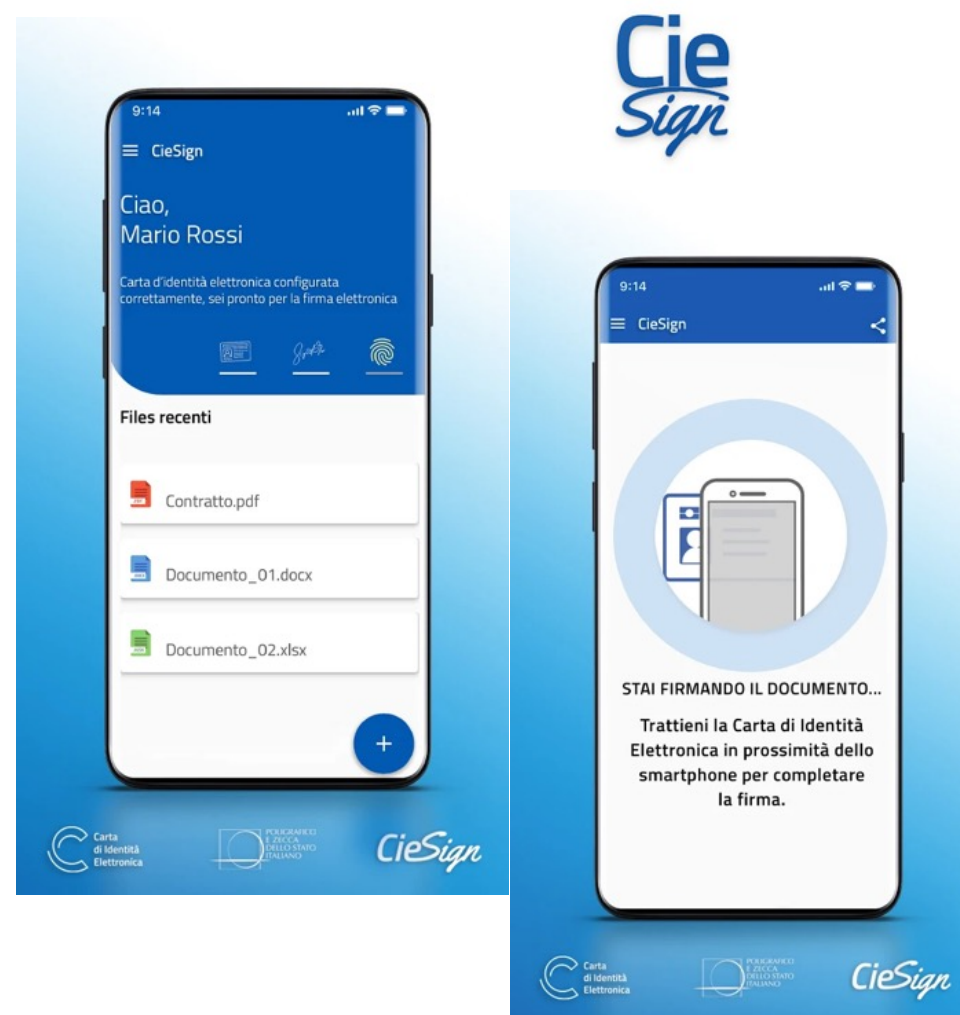 Cie
Sign
9:14
CieSign
Ciao,
Mario Rossi
Carta d'identità elettronica configurata
correttamente, sei pronto per la firma elettronica
Files recenti
Contratto.pdf
Documento_01.docx
Documento_02.xlsx
+
Carta
di Identità
Elettronica
POLIGRAFICO
E ZECCA
DELLO STATO
ITALIANO
CieSign
9:14
CieSign
STAI FIRMANDO IL DOCUMENTO...
Trattieni la Carta di Identità
Elettronica in prossimità dello
smartphone per completare
la firma.
Carta
di Identità
Elettronica
POLIGRAFICO
E ZECCA
DELLO STATO
ITALIANO
CieSign